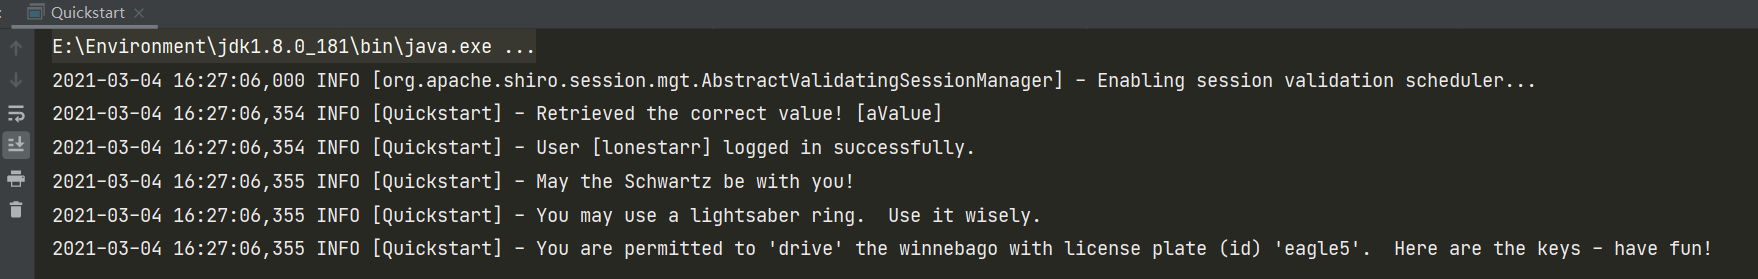 Quickstart
E:\Environment\jdk1.8.0_181\bin\java.exe ...
2021-03-04 16:27:06,000 INFO [org.apache.shiro.session.mgt.AbstractValidatingSessionManager] - Enabling session validation scheduler...
2021-03-04 16:27:06,354 INFO [Quickstart] - Retrieved the correct value! [aValue]
2021-03-04 16:27:06,354 INFO [Quickstart] - User [lonestarr] logged in successfully.
2021-03-04 16:27:06,355 INFO [Quickstart] - May the Schwartz be with you!
2021-03-04 16:27:06,355 INFO [Quickstart] - You may use a lightsaber ring.  Use it wisely.
2021-03-04 16:27:06,355 INFO [Quickstart] - You are permitted to 'drive' the winnebago with license plate (id) 'eagle5'.  Here are the keys - have fun!